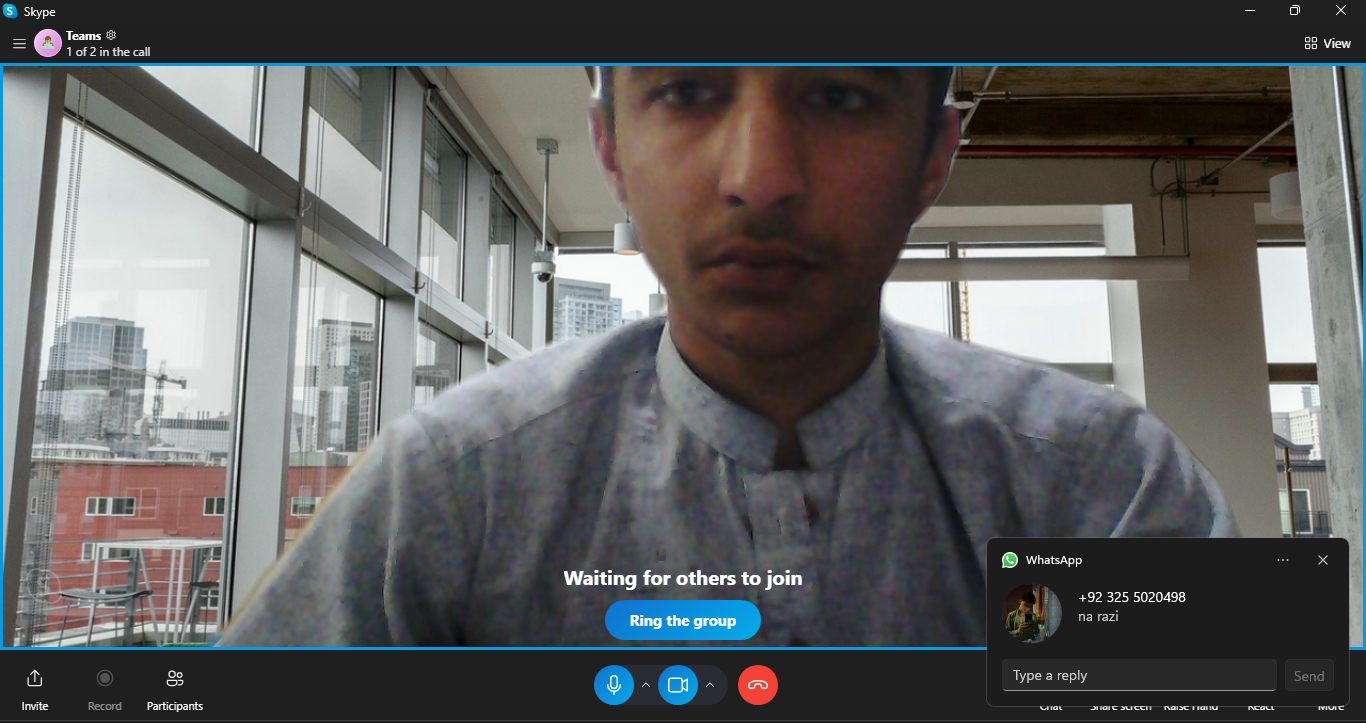 Skype
Teams
1 of 2 in the call
View
Waiting for others to join
Ring the group
WhatsApp
+92 325 5020498
na razi
Type a reply
Send
Invite
Record
Participants
Chat
Share screen
Raise Hand
React
More